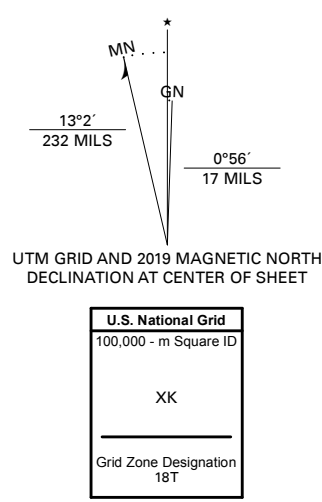 ★
MN
GN
13°2´
232 MILS
0°56´
17 MILS
UTM GRID AND 2019 MAGNETIC NORTH
DECLINATION AT CENTER OF SHEET
U.S. National Grid
100,000 - m Square ID
XK
Grid Zone Designation
18T